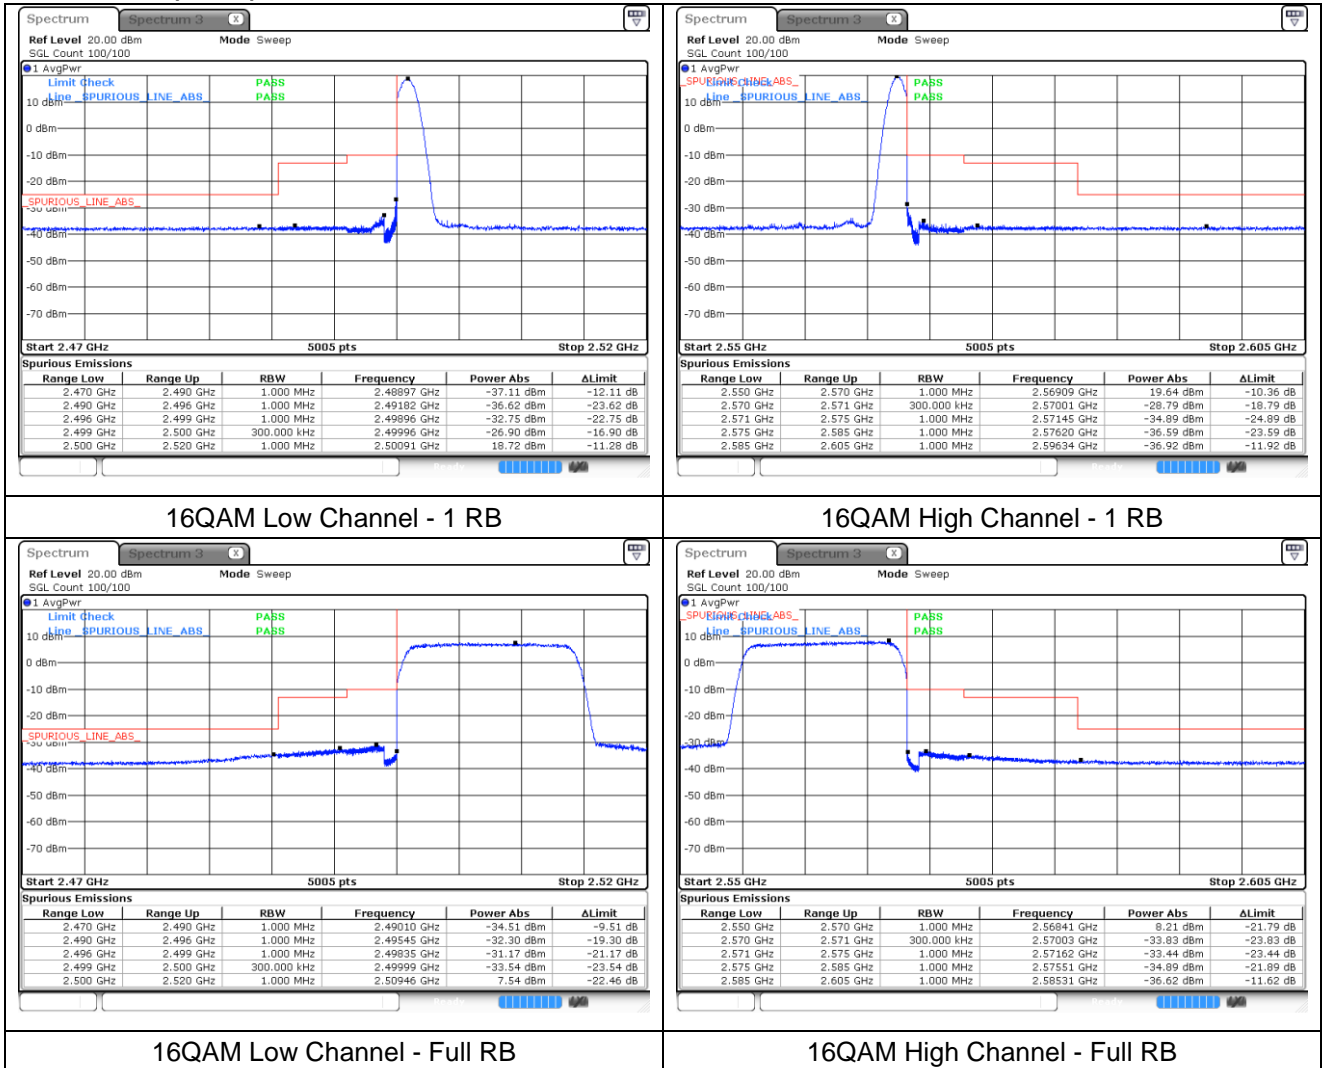 Spectrum Spectrum 3 X
Ref Level 20.00 dBm Mode Sweep
SGL Count 100/100
1 AvgPwr
Limit Check PASS
Line _SPURIOUS_LINE_ABS_ PASS
10 dBm
0 dBm
-10 dBm
-20 dBm
_SPURIOUS_LINE_ABS_
-30 dBm
-40 dBm
-50 dBm
-60 dBm
-70 dBm
Start 2.47 GHz 5005 pts Stop 2.52 GHz
Spurious Emissions
Range Low Range Up RBW Frequency Power Abs ΔLimit
2.470 GHz 2.490 GHz 1.000 MHz 2.48897 GHz -37.11 dBm -12.11 dB
2.490 GHz 2.496 GHz 1.000 MHz 2.49182 GHz -36.62 dBm -23.62 dB
2.496 GHz 2.499 GHz 1.000 MHz 2.49896 GHz -32.75 dBm -22.75 dB
2.499 GHz 2.500 GHz 300.000 kHz 2.49996 GHz -26.90 dBm -16.90 dB
2.500 GHz 2.520 GHz 1.000 MHz 2.50091 GHz 18.72 dBm -11.28 dB
16QAM Low Channel - 1 RB
Spectrum Spectrum 3 X
Ref Level 20.00 dBm Mode Sweep
SGL Count 100/100
1 AvgPwr
_SPURIOUS_LINE_ABS_
Limit Check PASS
Line _SPURIOUS_LINE_ABS_ PASS
10 dBm
0 dBm
-10 dBm
-20 dBm
-30 dBm
-40 dBm
-50 dBm
-60 dBm
-70 dBm
Start 2.55 GHz 5005 pts Stop 2.605 GHz
Spurious Emissions
Range Low Range Up RBW Frequency Power Abs ΔLimit
2.550 GHz 2.570 GHz 1.000 MHz 2.56909 GHz 19.64 dBm -10.36 dB
2.570 GHz 2.571 GHz 300.000 kHz 2.57001 GHz -28.79 dBm -18.79 dB
2.571 GHz 2.575 GHz 1.000 MHz 2.57145 GHz -34.89 dBm -24.89 dB
2.575 GHz 2.585 GHz 1.000 MHz 2.57620 GHz -36.59 dBm -23.59 dB
2.585 GHz 2.605 GHz 1.000 MHz 2.59634 GHz -36.92 dBm -11.92 dB
16QAM High Channel - 1 RB
Spectrum Spectrum 3 X
Ref Level 20.00 dBm Mode Sweep
SGL Count 100/100
1 AvgPwr
Limit Check PASS
Line _SPURIOUS_LINE_ABS_ PASS
10 dBm
0 dBm
-10 dBm
-20 dBm
_SPURIOUS_LINE_ABS_
-30 dBm
-40 dBm
-50 dBm
-60 dBm
-70 dBm
Start 2.47 GHz 5005 pts Stop 2.52 GHz
Spurious Emissions
Range Low Range Up RBW Frequency Power Abs ΔLimit
2.470 GHz 2.490 GHz 1.000 MHz 2.49010 GHz -34.51 dBm -9.51 dB
2.490 GHz 2.496 GHz 1.000 MHz 2.49545 GHz -32.30 dBm -19.30 dB
2.496 GHz 2.499 GHz 1.000 MHz 2.49835 GHz -31.17 dBm -21.17 dB
2.499 GHz 2.500 GHz 300.000 kHz 2.49999 GHz -33.54 dBm -23.54 dB
2.500 GHz 2.520 GHz 1.000 MHz 2.50946 GHz 7.54 dBm -22.46 dB
16QAM Low Channel - Full RB
Spectrum Spectrum 3 X
Ref Level 20.00 dBm Mode Sweep
SGL Count 100/100
1 AvgPwr
_SPURIOUS_LINE_ABS_
Limit Check PASS
Line _SPURIOUS_LINE_ABS_ PASS
10 dBm
0 dBm
-10 dBm
-20 dBm
-30 dBm
-40 dBm
-50 dBm
-60 dBm
-70 dBm
Start 2.55 GHz 5005 pts Stop 2.605 GHz
Spurious Emissions
Range Low Range Up RBW Frequency Power Abs ΔLimit
2.550 GHz 2.570 GHz 1.000 MHz 2.56841 GHz 8.21 dBm -21.79 dB
2.570 GHz 2.571 GHz 300.000 kHz 2.57003 GHz -33.83 dBm -23.83 dB
2.571 GHz 2.575 GHz 1.000 MHz 2.57162 GHz -33.44 dBm -23.44 dB
2.575 GHz 2.585 GHz 1.000 MHz 2.57551 GHz -34.89 dBm -21.89 dB
2.585 GHz 2.605 GHz 1.000 MHz 2.58531 GHz -36.62 dBm -11.62 dB
16QAM High Channel - Full RB